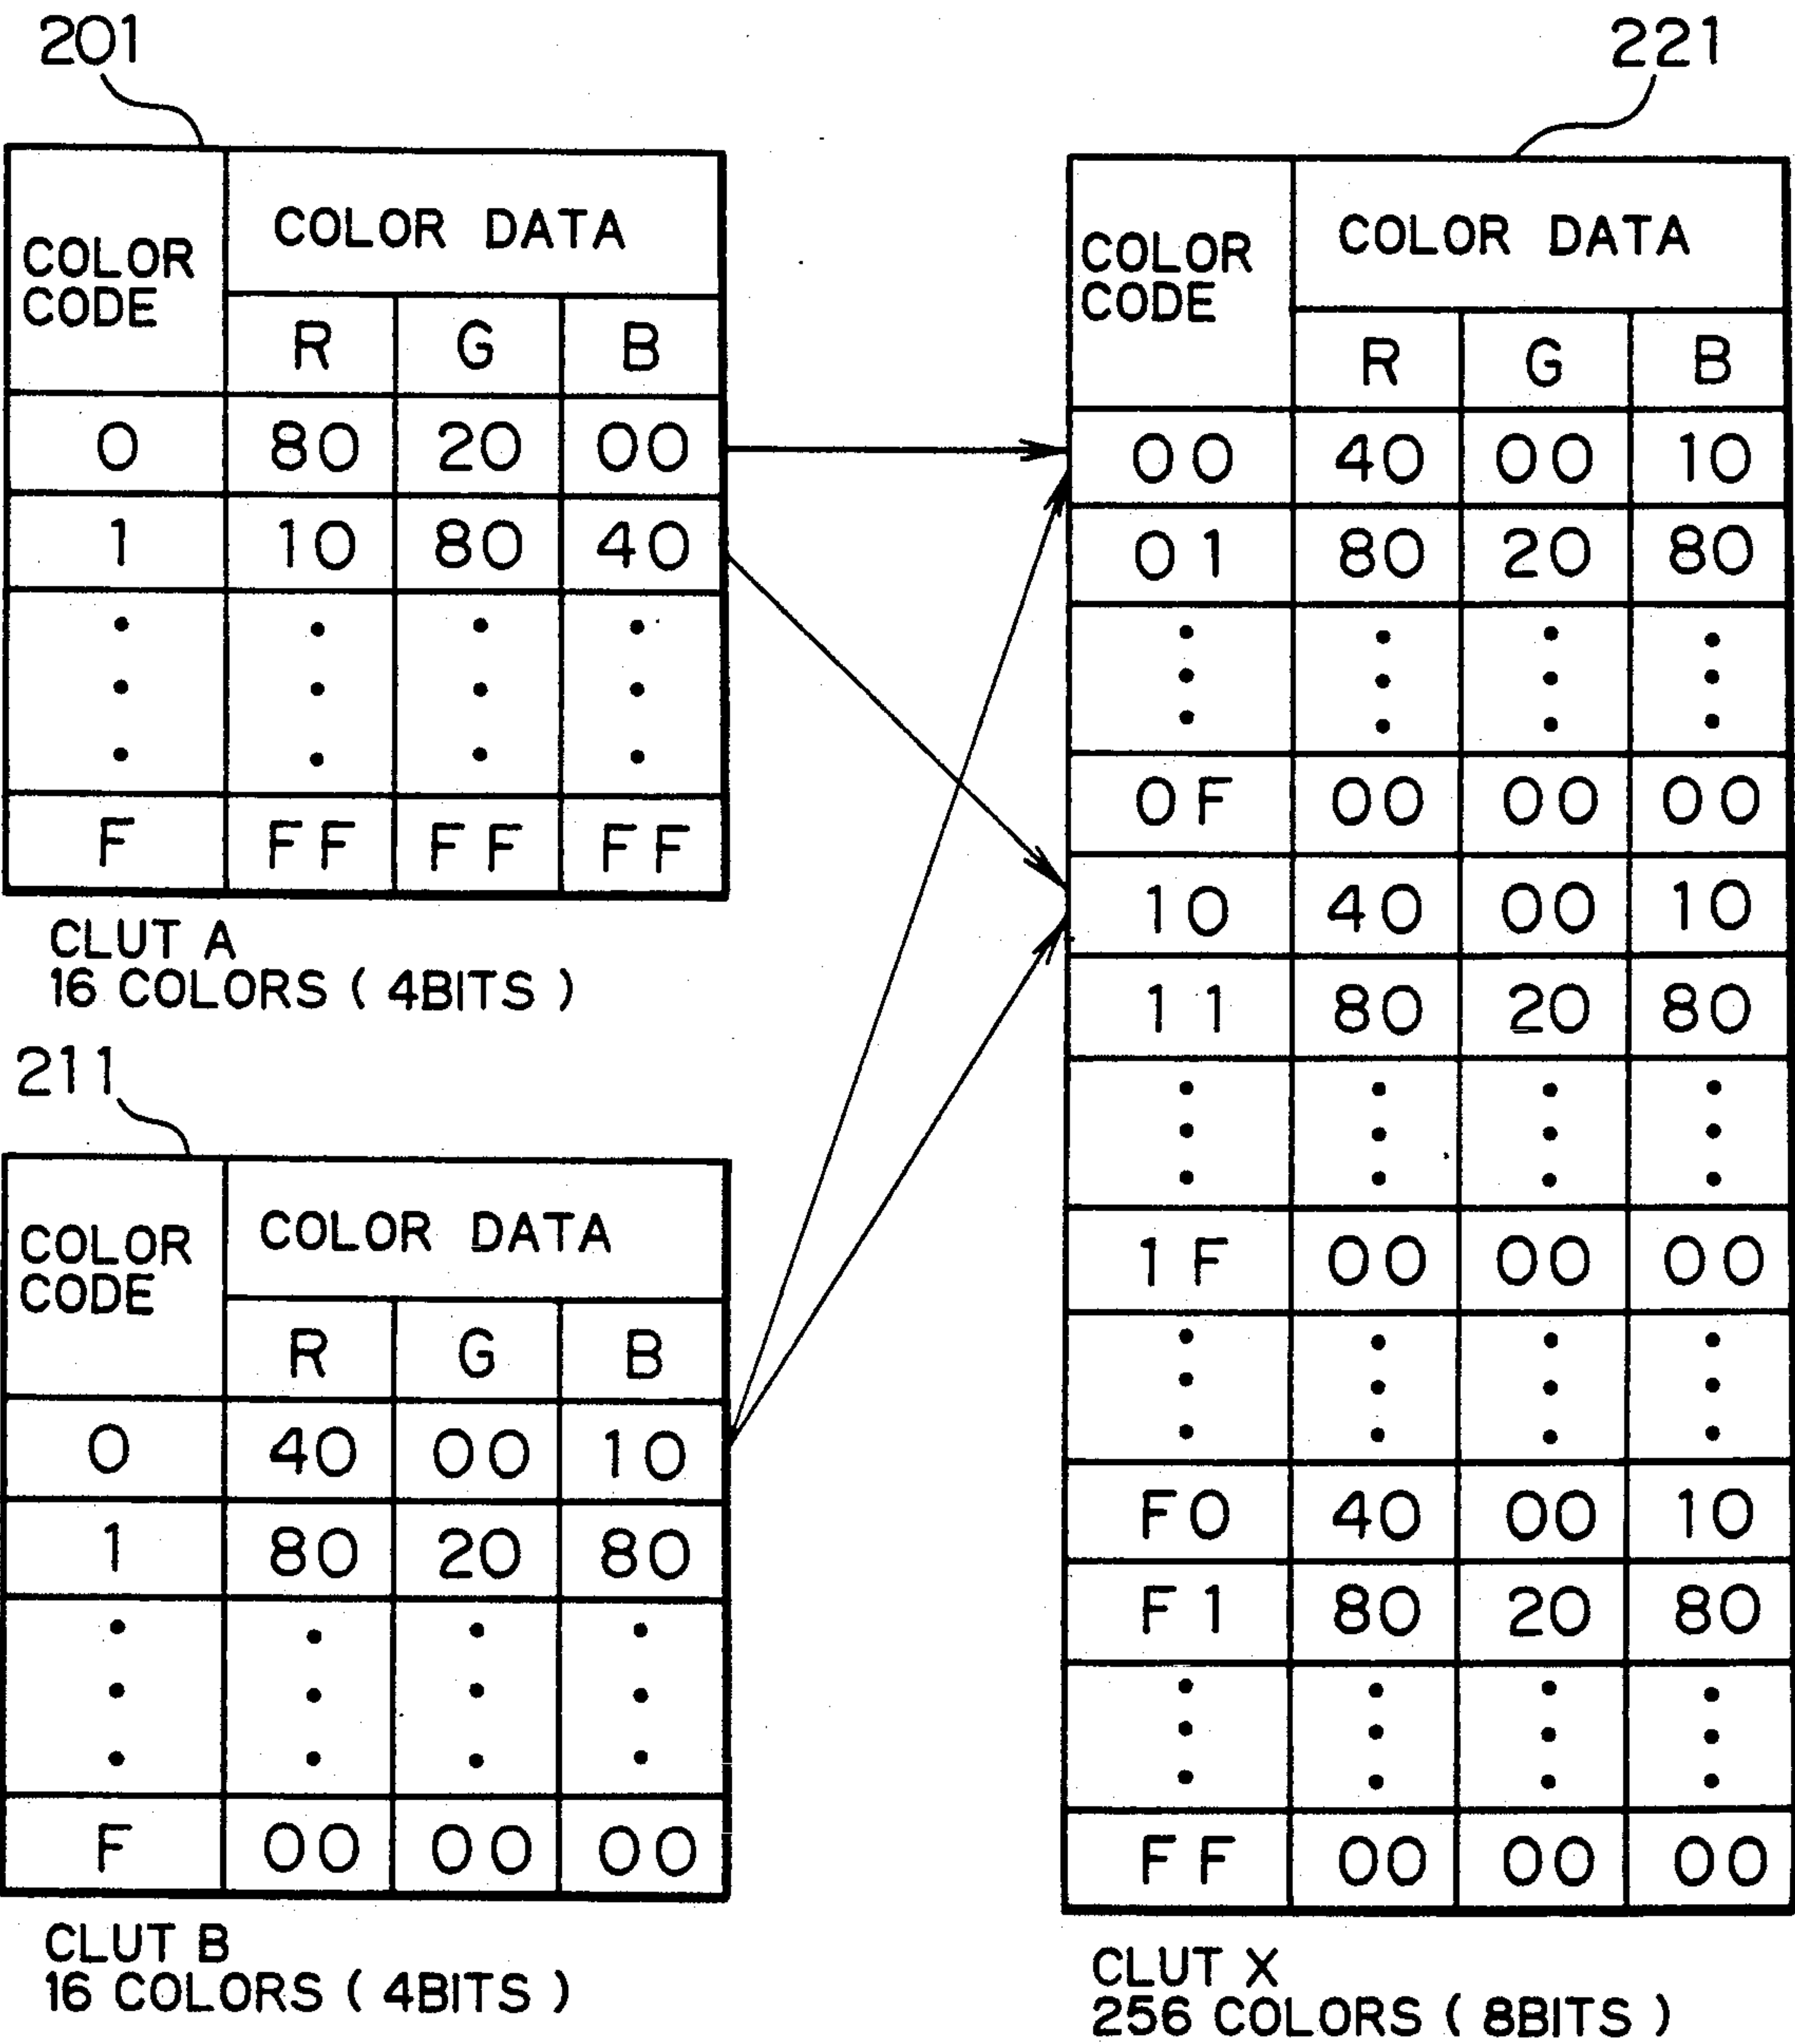 201
COLOR CODE COLOR DATA
R G B
0 80 20 00
1 10 80 40
F FF FF FF
CLUT A
16 COLORS ( 4BITS )
211
COLOR CODE COLOR DATA
R G B
0 40 00 10
1 80 20 80
F 00 00 00
CLUT B
16 COLORS ( 4BITS )
221
COLOR CODE COLOR DATA
R G B
00 40 00 10
01 80 20 80
0F 00 00 00
10 40 00 10
11 80 20 80
1F 00 00 00
F0 40 00 10
F1 80 20 80
FF 00 00 00
CLUT X
256 COLORS ( 8BITS )